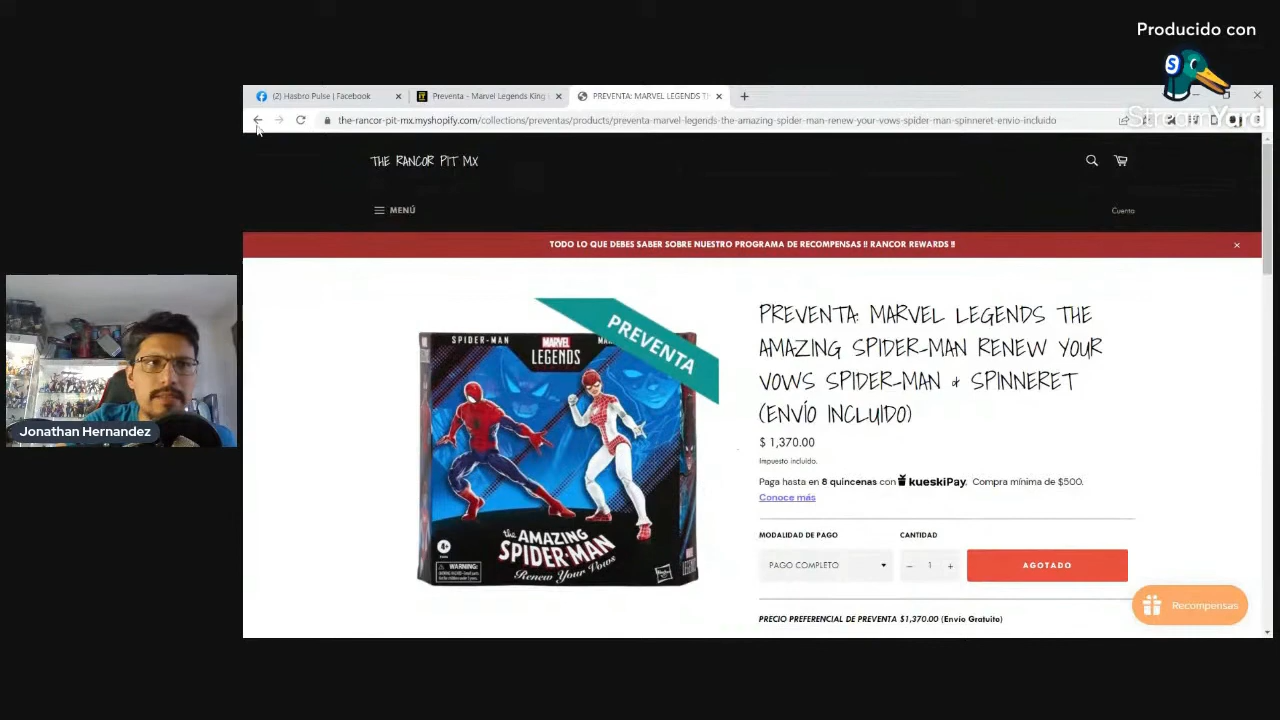 Producido con
S
StreamYard
(2) Hasbro Pulse | Facebook
Preventa - Marvel Legends King
PREVENTA: MARVEL LEGENDS TH
the-rancor-pit-mx.myshopify.com/collections/preventas/products/preventa-marvel-legends-the-amazing-spider-man-renew-your-vows-spider-man-spinneret-envio-incluido
THE RANCOR PIT MX
MENÚ
Cuenta
TODO LO QUE DEBES SABER SOBRE NUESTRO PROGRAMA DE RECOMPENSAS !! RANCOR REWARDS !!
PREVENTA
SPIDER-MAN
MARVEL
LEGENDS
the AMAZING
SPIDER-MAN
Renew Your Vows
4+
WARNING:
Hasbro
PREVENTA: MARVEL LEGENDS THE
AMAZING SPIDER-MAN RENEW YOUR
VOWS SPIDER-MAN & SPINNERET
(ENVÍO INCLUIDO)
$ 1,370.00
Impuesto incluido.
Paga hasta en 8 quincenas con kueskiPay. Compra mínima de $500.
Conoce más
MODALIDAD DE PAGO
CANTIDAD
PAGO COMPLETO
− 1 +
AGOTADO
Recompensas
PRECIO PREFERENCIAL DE PREVENTA $1,370.00 (Envío Gratuito)
Jonathan Hernandez